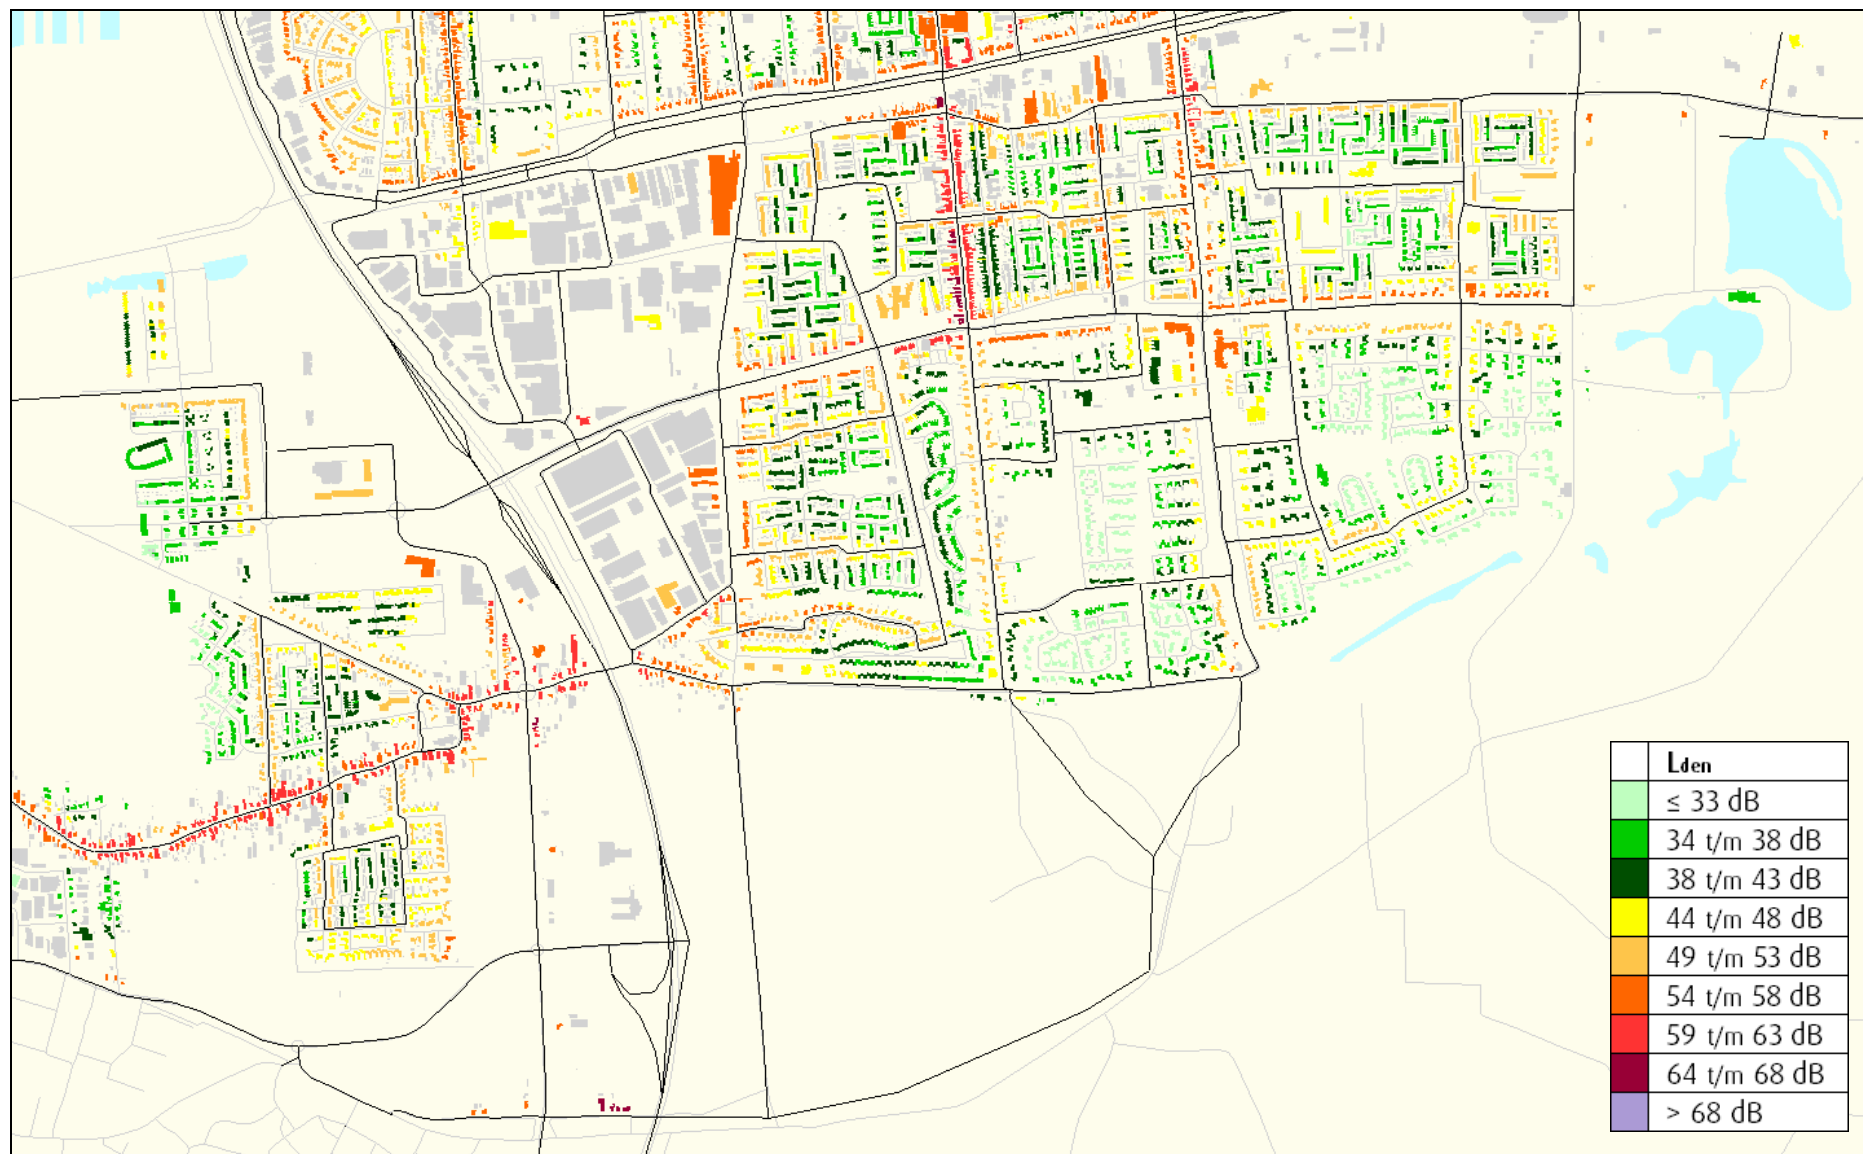 Lden
≤ 33 dB
34 t/m 38 dB
38 t/m 43 dB
44 t/m 48 dB
49 t/m 53 dB
54 t/m 58 dB
59 t/m 63 dB
64 t/m 68 dB
> 68 dB